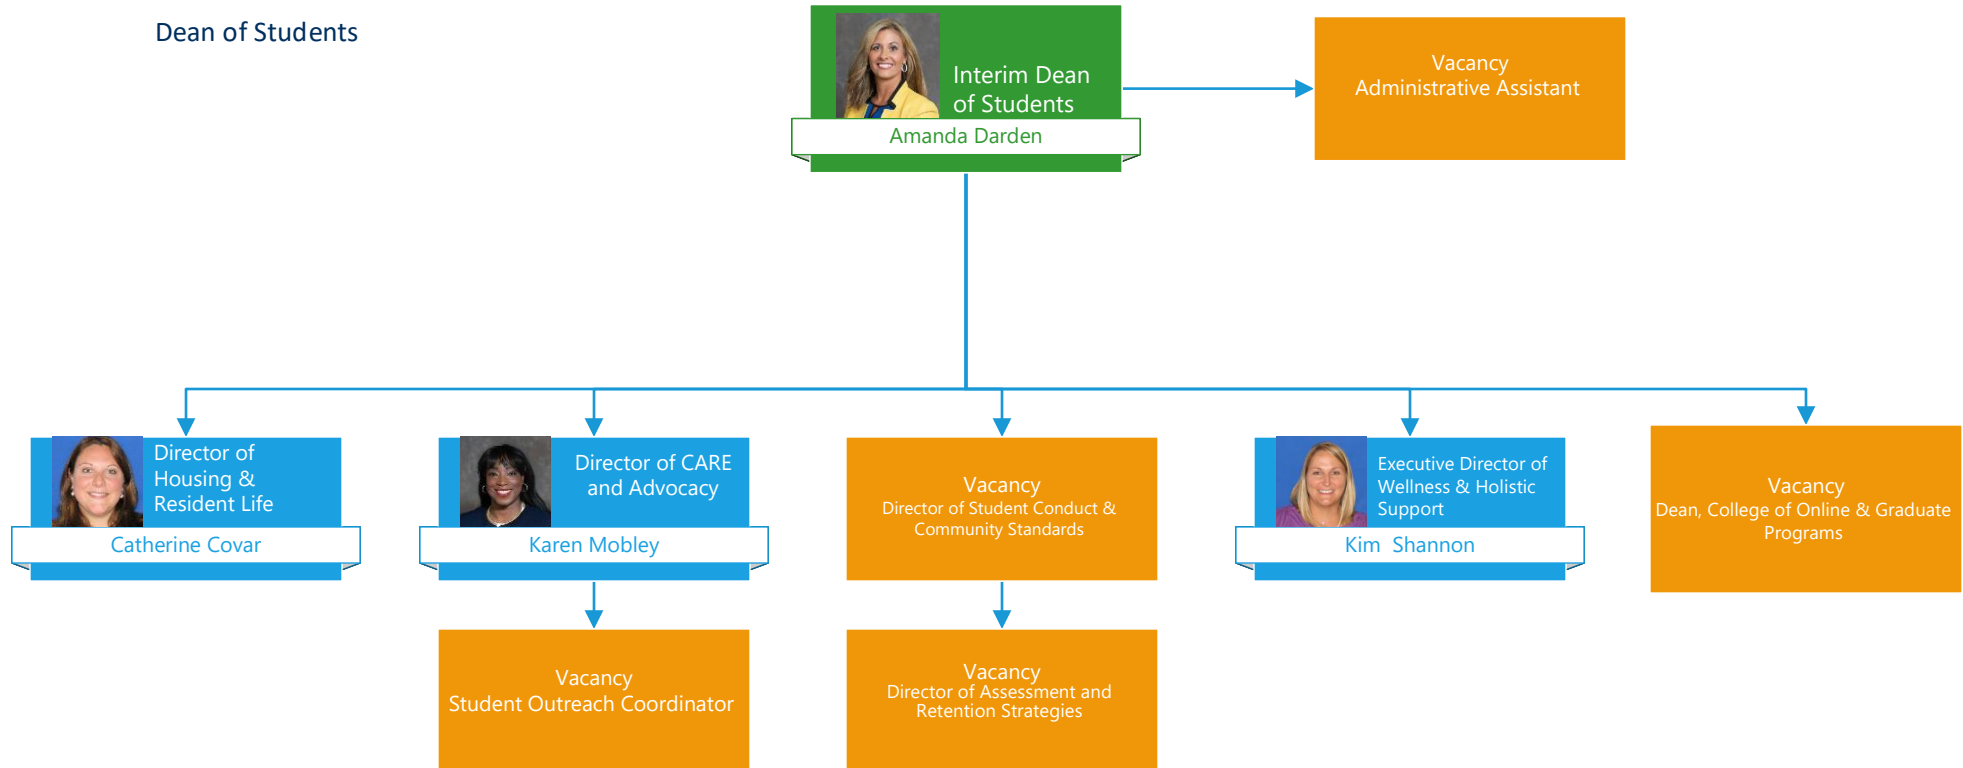 Dean of Students
Interim Dean
of Students
Amanda Darden
Vacancy
Administrative Assistant
Director of
Housing &
Resident Life
Catherine Covar
Director of CARE
and Advocacy
Karen Mobley
Vacancy
Director of Student Conduct &
Community Standards
Executive Director of
Wellness & Holistic
Support
Kim  Shannon
Vacancy
Dean, College of Online & Graduate
Programs
Vacancy
Student Outreach Coordinator
Vacancy
Director of Assessment and
Retention Strategies